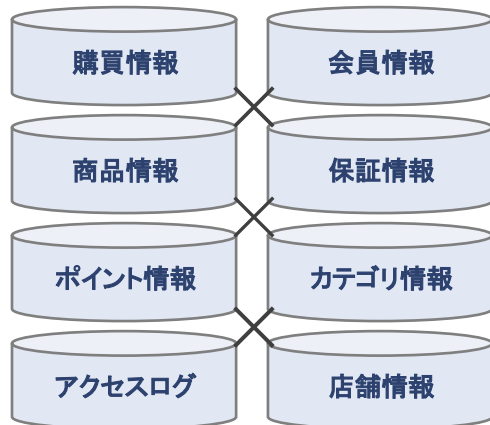 購買情報
会員情報
商品情報
保証情報
ポイント情報
カテゴリ情報
アクセスログ
店舗情報